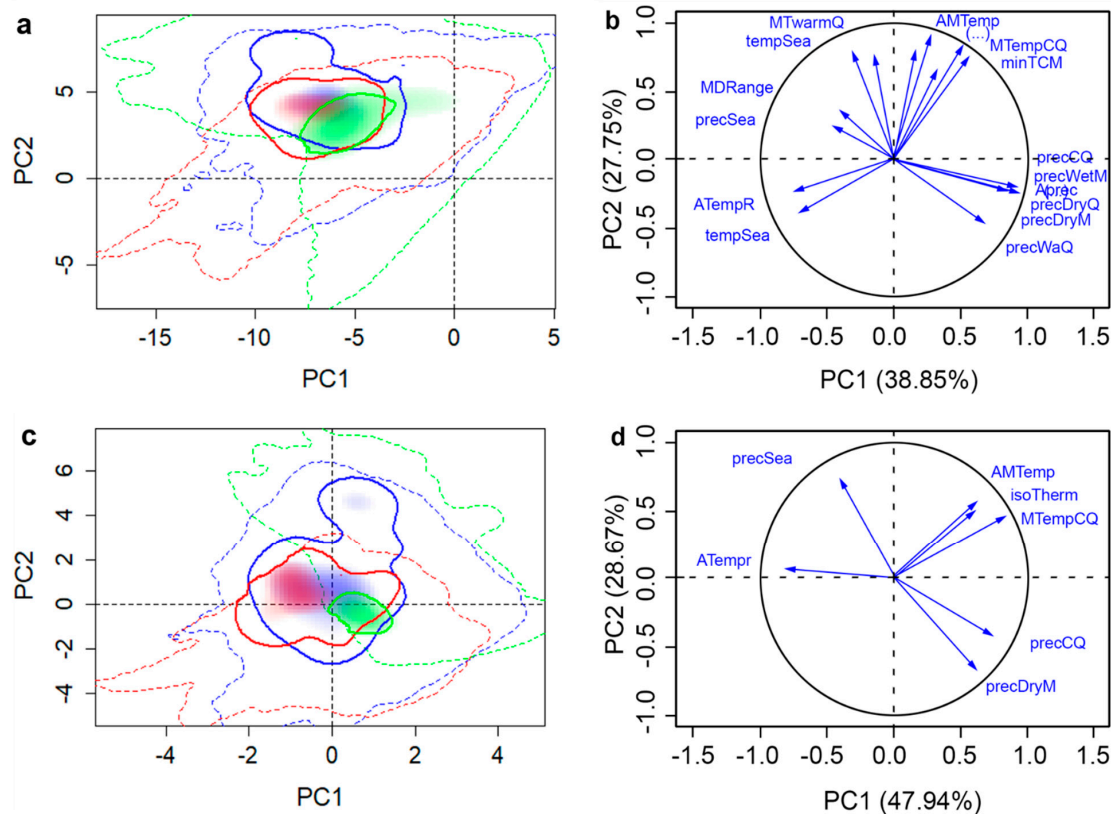 a
5
0
-5
PC2
-15
-10
-5
0
5
PC1
b
MTwarmQ
AMTemp
tempSea
(...)
MTempCQ
minTCM
MDRange
precSea
precCQ
precWetM
Aprec
precDryQ
ATempR
precDryM
tempSea
precWaQ
1.0
0.5
0.0
-0.5
-1.0
PC2 (27.75%)
-1.5
-1.0
-0.5
0.0
0.5
1.0
1.5
PC1 (38.85%)
c
6
4
2
0
-2
-4
PC2
-4
-2
0
2
4
PC1
d
precSea
AMTemp
isoTherm
MTempCQ
ATempr
precCQ
precDryM
1.0
0.5
0.0
-0.5
-1.0
PC2 (28.67%)
-1.5
-1.0
-0.5
0.0
0.5
1.0
1.5
PC1 (47.94%)